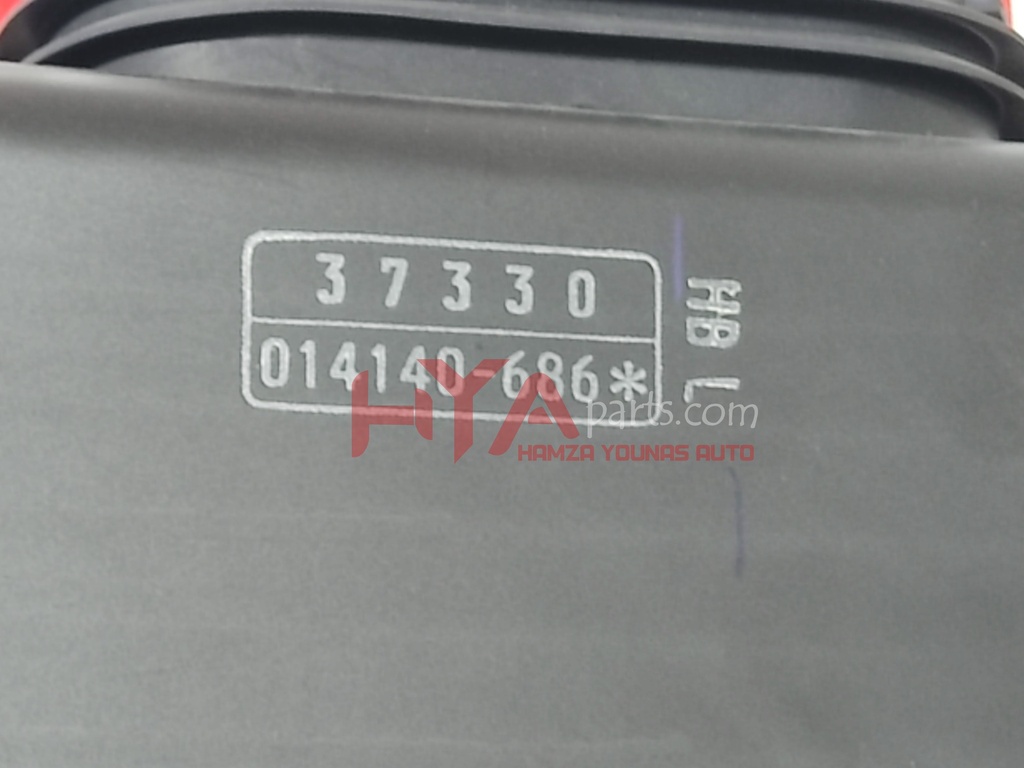 37330
014140-686*
HB L
HYA parts.com
HAMZA YOUNAS AUTO